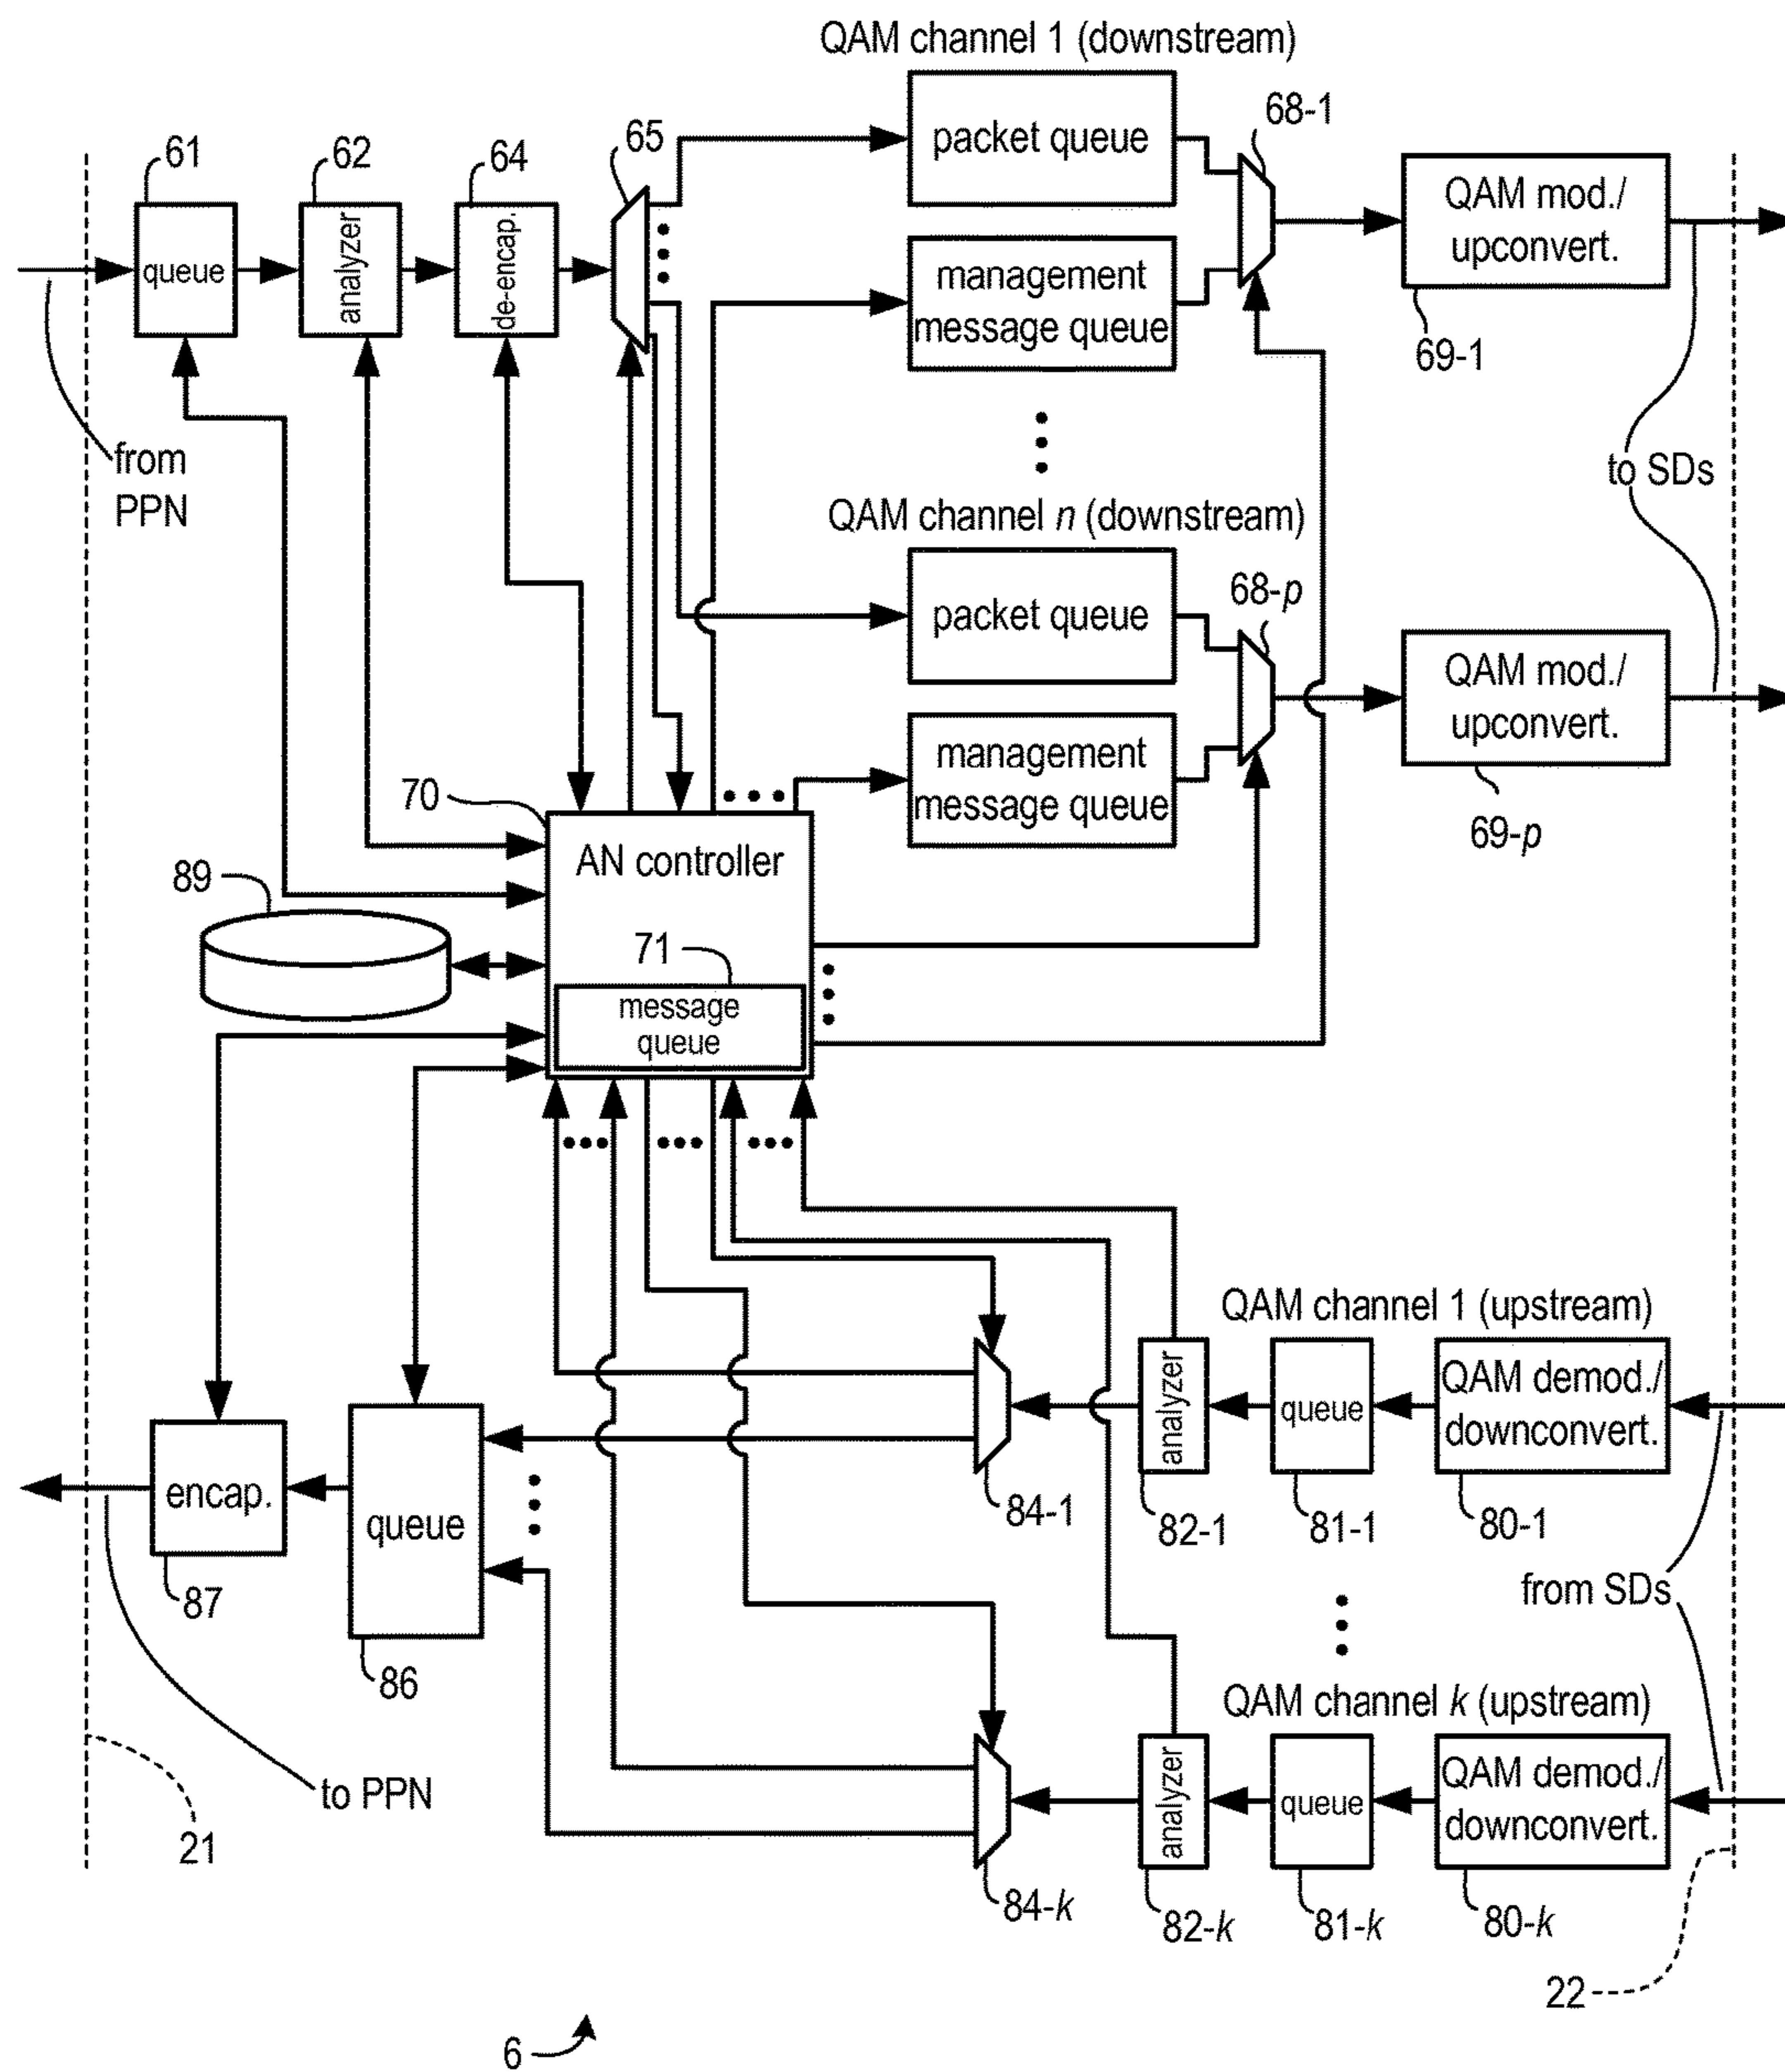 QAM channel 1 (downstream)
61
62
64
65
packet queue
68-1
QAM mod./
upconvert.
queue
analyzer
de-encap.
management
message queue
69-1
from
PPN
to SDs
QAM channel n (downstream)
packet queue
68-p
QAM mod./
upconvert.
management
message queue
69-p
70
AN controller
89
71
message
queue
QAM channel 1 (upstream)
analyzer
queue
QAM demod./
downconvert.
encap.
queue
84-1
82-1
81-1
80-1
87
86
from SDs
QAM channel k (upstream)
to PPN
analyzer
queue
QAM demod./
downconvert.
21
84-k
82-k
81-k
80-k
22
6